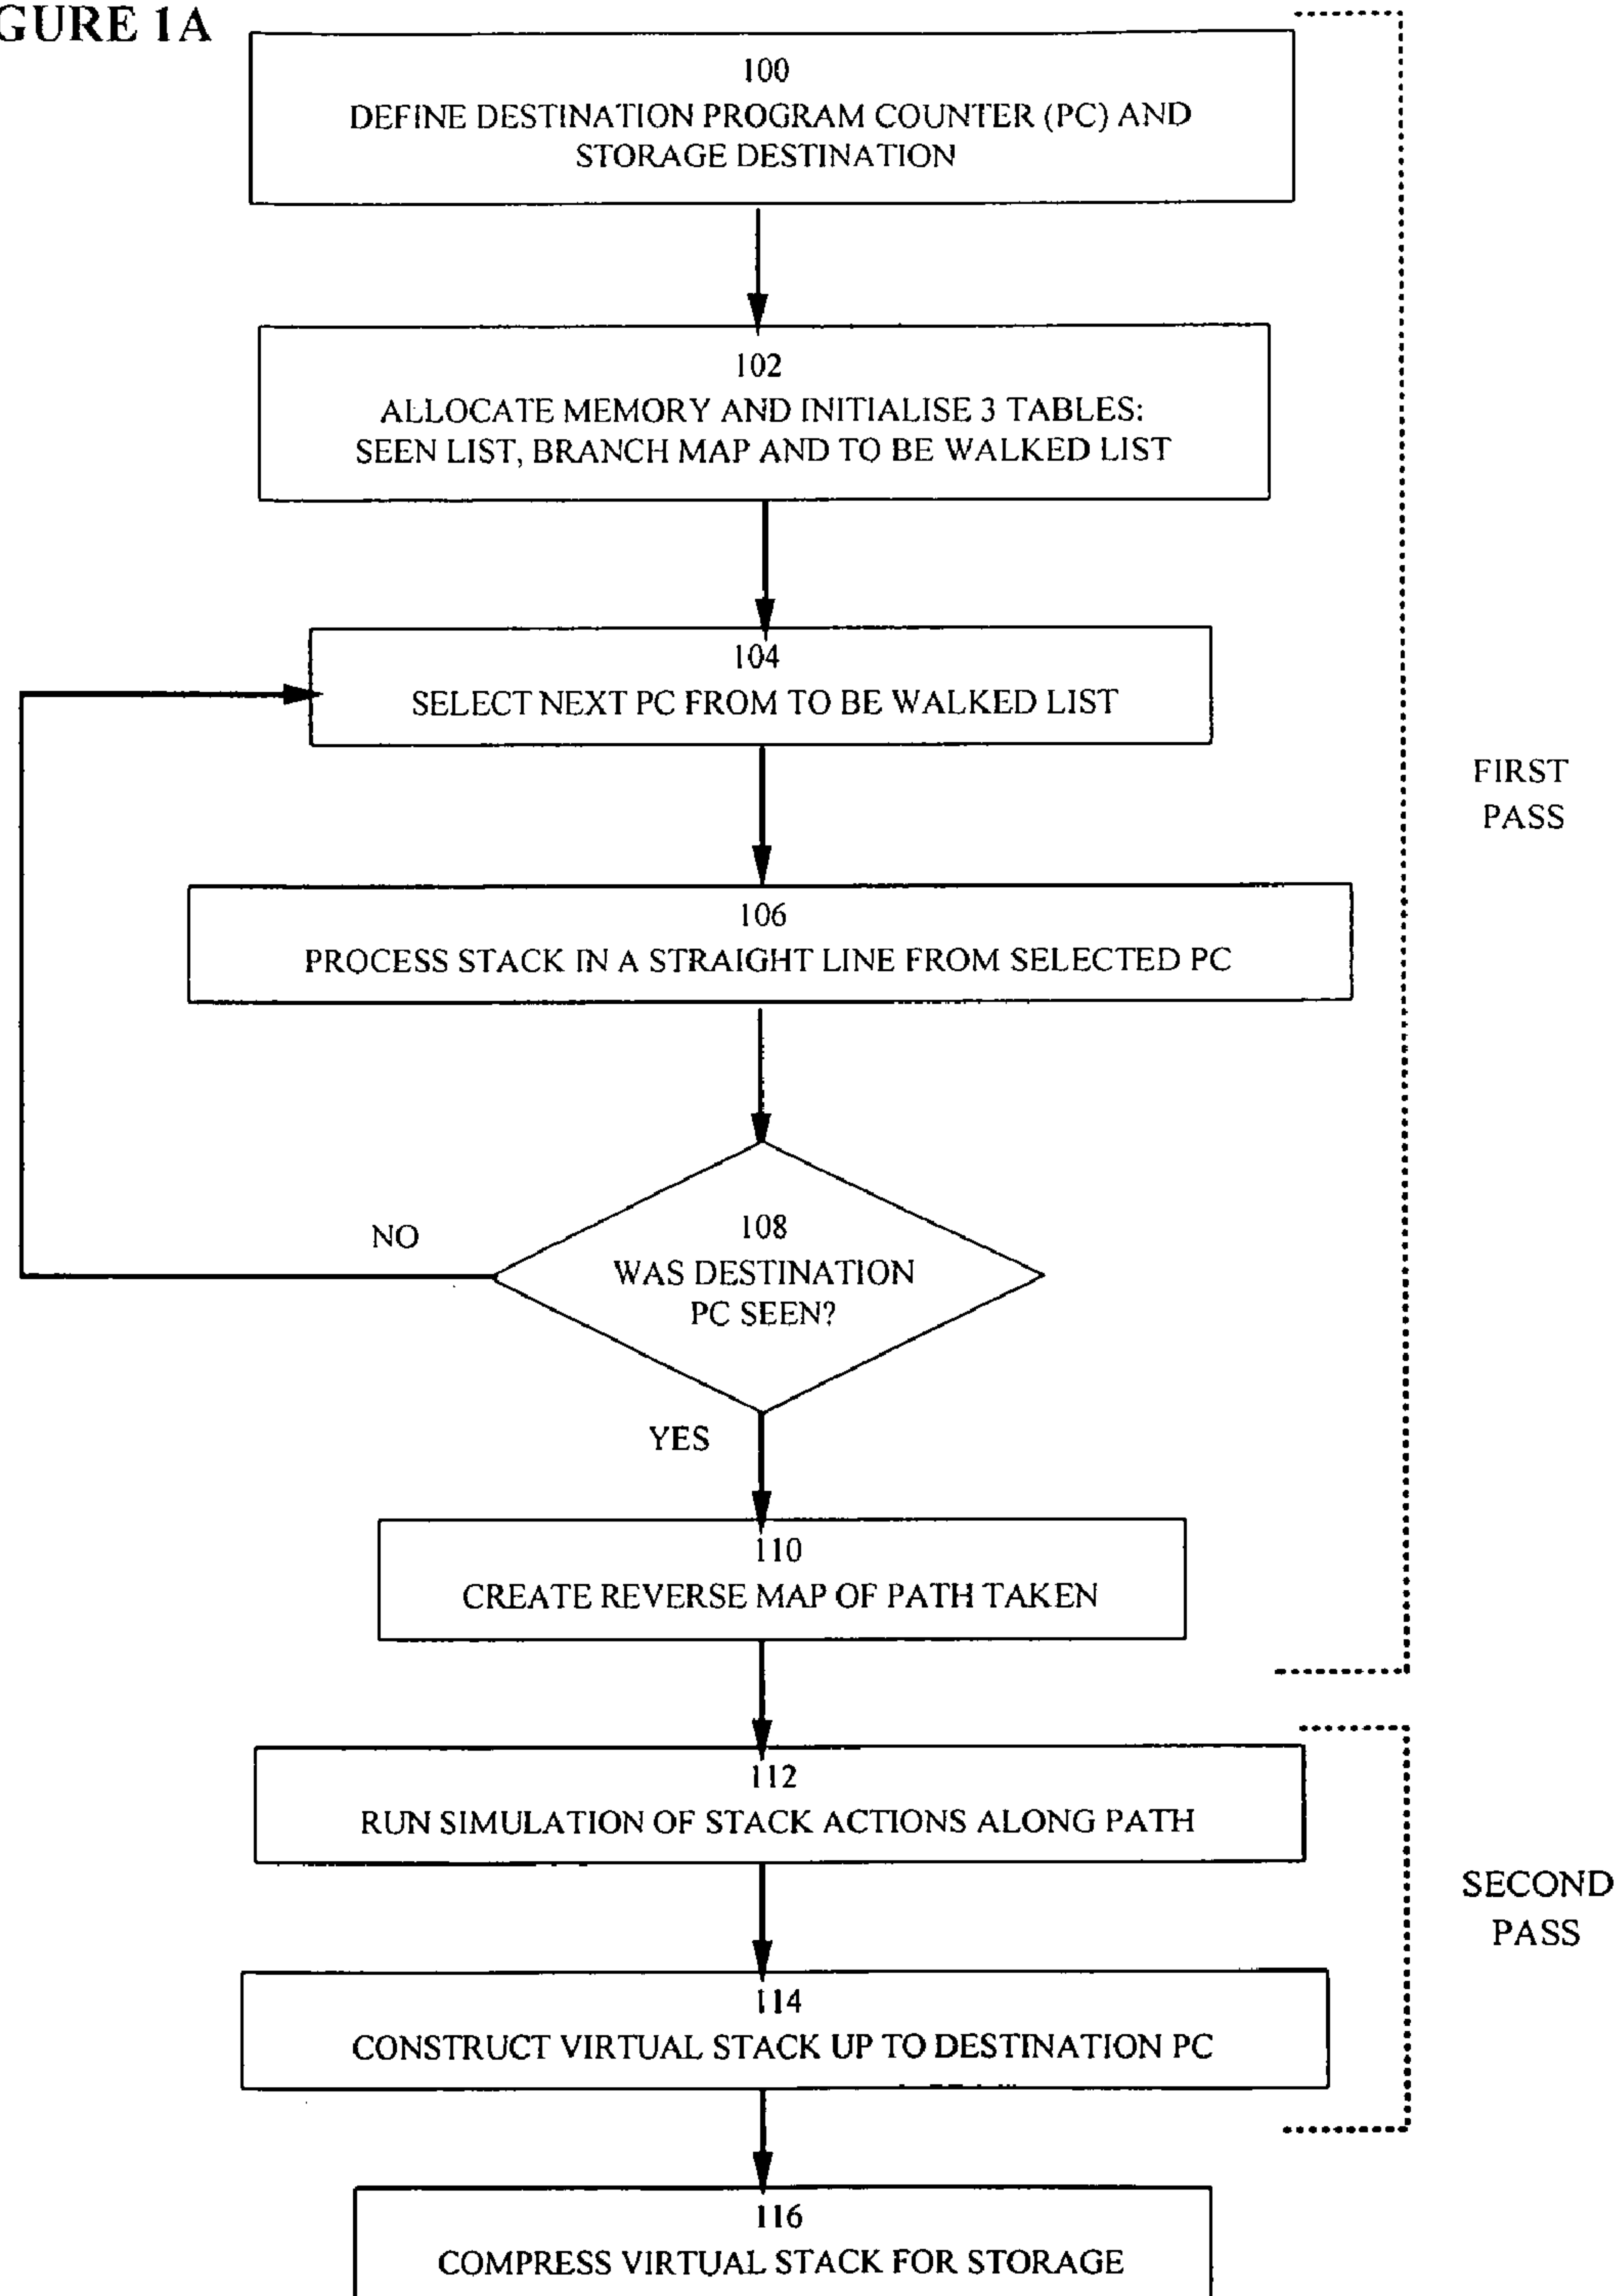 GURE 1A
100
DEFINE DESTINATION PROGRAM COUNTER (PC) AND
STORAGE DESTINATION
102
ALLOCATE MEMORY AND INITIALISE 3 TABLES:
SEEN LIST, BRANCH MAP AND TO BE WALKED LIST
104
SELECT NEXT PC FROM TO BE WALKED LIST
FIRST
PASS
106
PROCESS STACK IN A STRAIGHT LINE FROM SELECTED PC
NO
108
WAS DESTINATION
PC SEEN?
YES
110
CREATE REVERSE MAP OF PATH TAKEN
112
RUN SIMULATION OF STACK ACTIONS ALONG PATH
SECOND
PASS
114
CONSTRUCT VIRTUAL STACK UP TO DESTINATION PC
116
COMPRESS VIRTUAL STACK FOR STORAGE